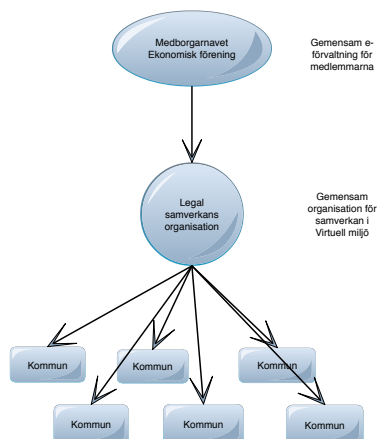 Medborgarnavet
Ekonomisk förening
Gemensam e-
förvaltning för
medlemmarna
Legal
samverkans
organisation
Gemensam
organisation för
samverkan i
Virtuell miljö
Kommun
Kommun
Kommun
Kommun
Kommun
Kommun